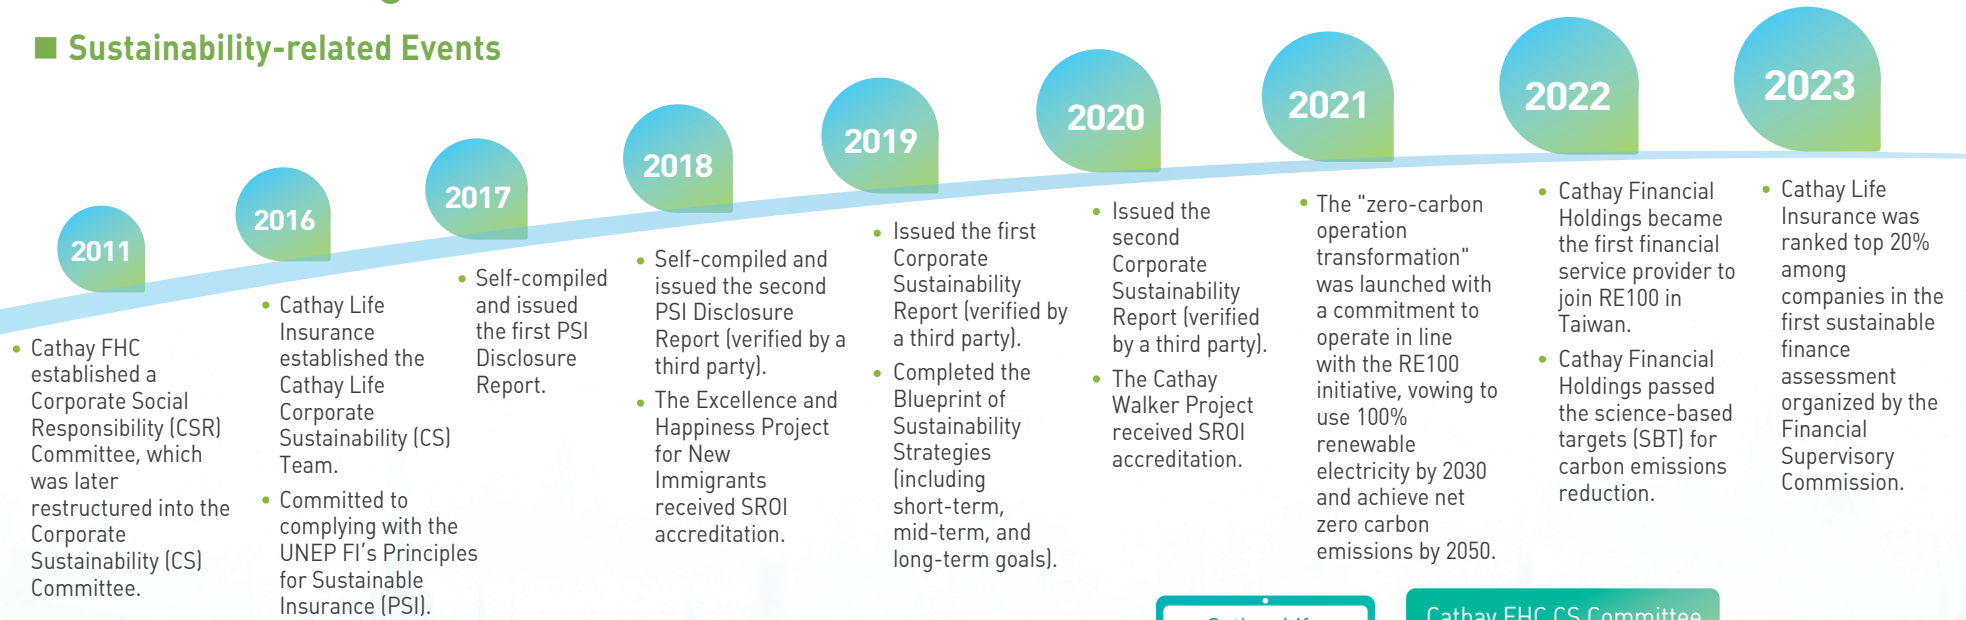 ■ Sustainability-related Events
2011
• Cathay FHC
established a
Corporate Social
Responsibility (CSR)
Committee, which
was later
restructured into the
Corporate
Sustainability (CS)
Committee.
2016
• Cathay Life
Insurance
established the
Cathay Life
Corporate
Sustainability (CS)
Team.
• Committed to
complying with the
UNEP FI's Principles
for Sustainable
Insurance (PSI).
2017
• Self-compiled
and issued
the first PSI
Disclosure
Report.
2018
• Self-compiled and
issued the second
PSI Disclosure
Report (verified by a
third party).
• The Excellence and
Happiness Project
for New
Immigrants
received SROI
accreditation.
2019
• Issued the first
Corporate
Sustainability
Report (verified by
a third party).
• Completed the
Blueprint of
Sustainability
Strategies
(including
short-term,
mid-term, and
long-term goals).
2020
• Issued the
second
Corporate
Sustainability
Report (verified
by a third party).
• The Cathay
Walker Project
received SROI
accreditation.
2021
• The "zero-carbon
operation
transformation"
was launched with
a commitment to
operate in line
with the RE100
initiative, vowing to
use 100%
renewable
electricity by 2030
and achieve net
zero carbon
emissions by 2050.
2022
• Cathay Financial
Holdings became
the first financial
service provider to
join RE100 in
Taiwan.
• Cathay Financial
Holdings passed
the science-based
targets (SBT) for
carbon emissions
reduction.
2023
• Cathay Life
Insurance was
ranked top 20%
among
companies in the
first sustainable
finance
assessment
organized by the
Financial
Supervisory
Commission.
Cathay FHC CS Committee